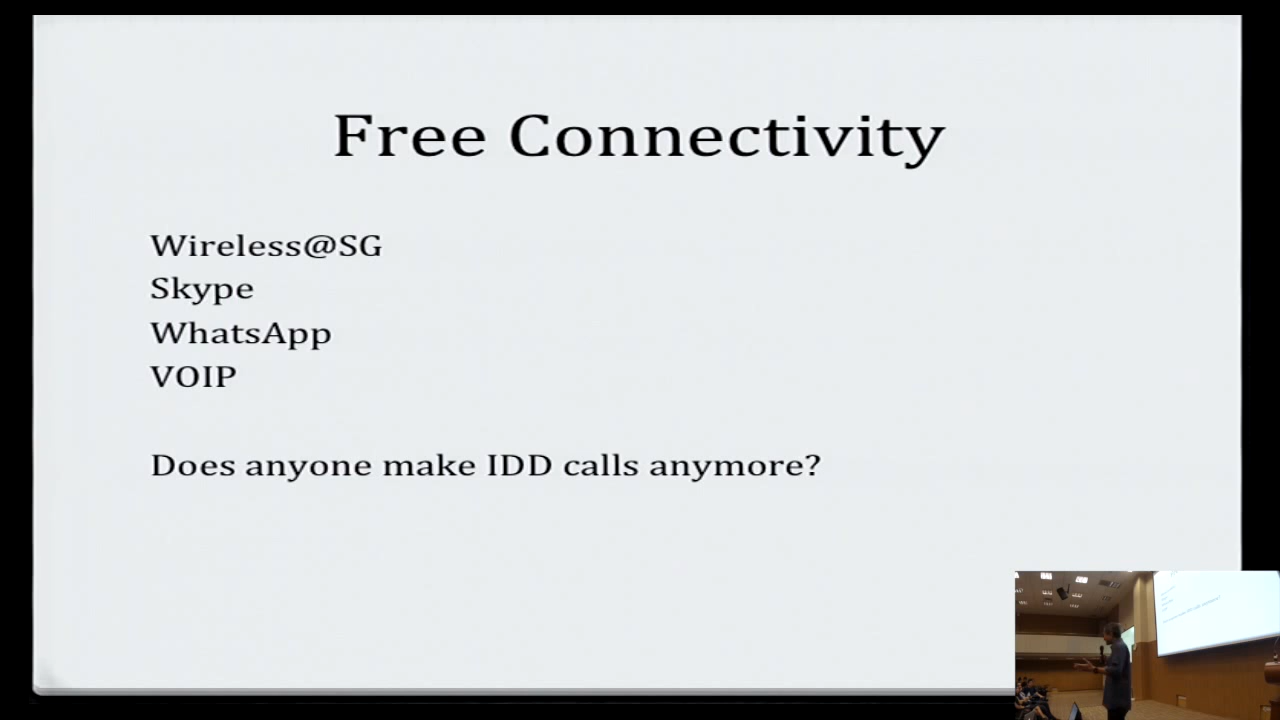 Free Connectivity
Wireless@SG
Skype
WhatsApp
VOIP
Does anyone make IDD calls anymore?